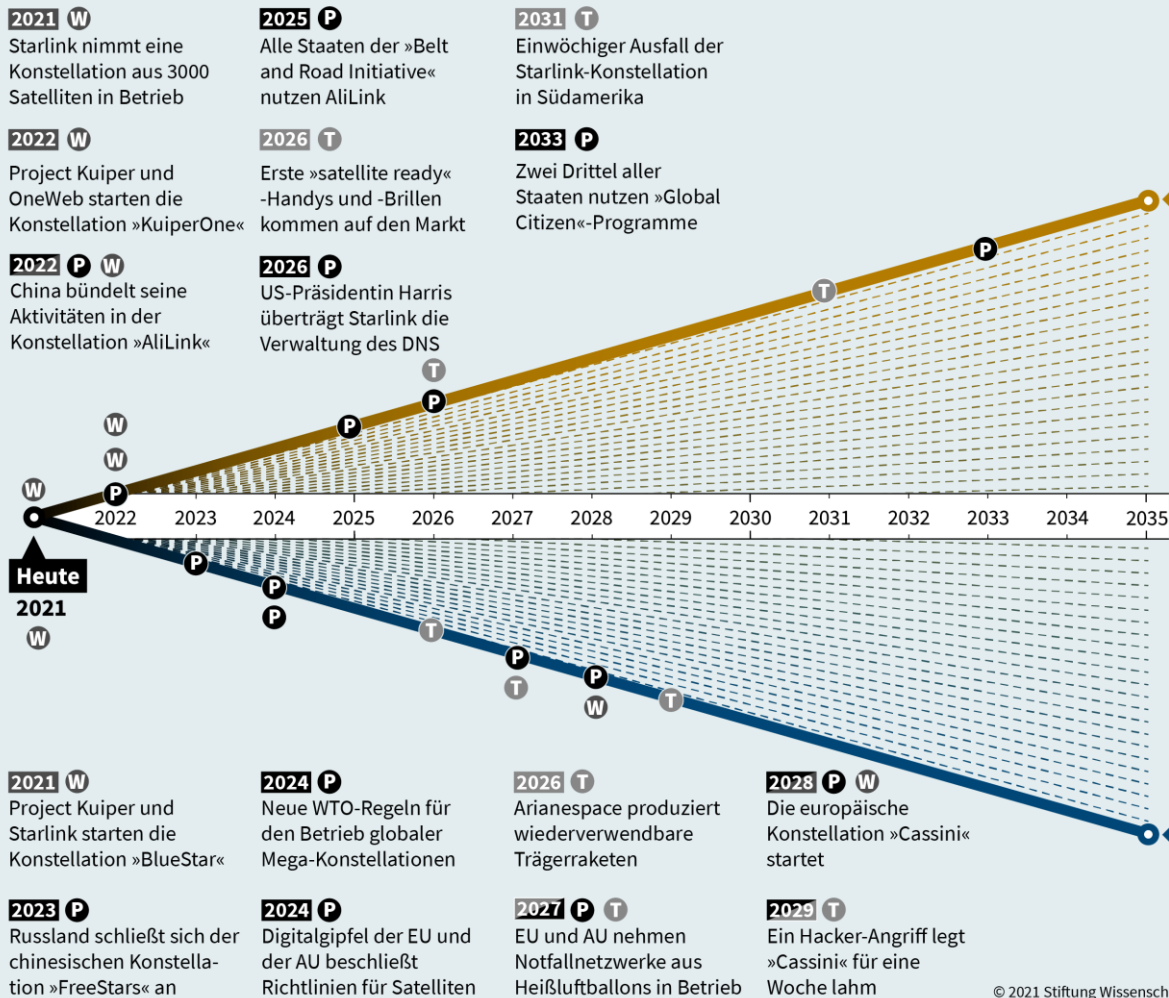 2021 W
Starlink nimmt eine
Konstellation aus 3000
Satelliten in Betrieb
2022 W
Project Kuiper und
OneWeb starten die
Konstellation »KuiperOne«
2022 P W
China bündelt seine
Aktivitäten in der
Konstellation »AliLink«
2025 P
Alle Staaten der »Belt
and Road Initiative«
nutzen AliLink
2026 T
Erste »satellite ready«
-Handys und -Brillen
kommen auf den Markt
2026 P
US-Präsidentin Harris
überträgt Starlink die
Verwaltung des DNS
2031 T
Einwöchiger Ausfall der
Starlink-Konstellation
in Südamerika
2033 P
Zwei Drittel aller
Staaten nutzen »Global
Citizen«-Programme
P
T
T
P
P
W
W
W
P
2022 2023 2024 2025 2026 2027 2028 2029 2030 2031 2032 2033 2034 2035
Heute
2021
W
P
P
P
T
P
T
P
W
T
2021 W
Project Kuiper und
Starlink starten die
Konstellation »BlueStar«
2023 P
Russland schließt sich der
chinesischen Konstella-
tion »FreeStars« an
2024 P
Neue WTO-Regeln für
den Betrieb globaler
Mega-Konstellationen
2024 P
Digitalgipfel der EU und
der AU beschließt
Richtlinien für Satelliten
2026 T
Arianespace produziert
wiederverwendbare
Trägerraketen
2027 P T
EU und AU nehmen
Notfallnetzwerke aus
Heißluftballons in Betrieb
2028 P W
Die europäische
Konstellation »Cassini«
startet
2029 T
Ein Hacker-Angriff legt
»Cassini« für eine
Woche lahm
© 2021 Stiftung Wissensch